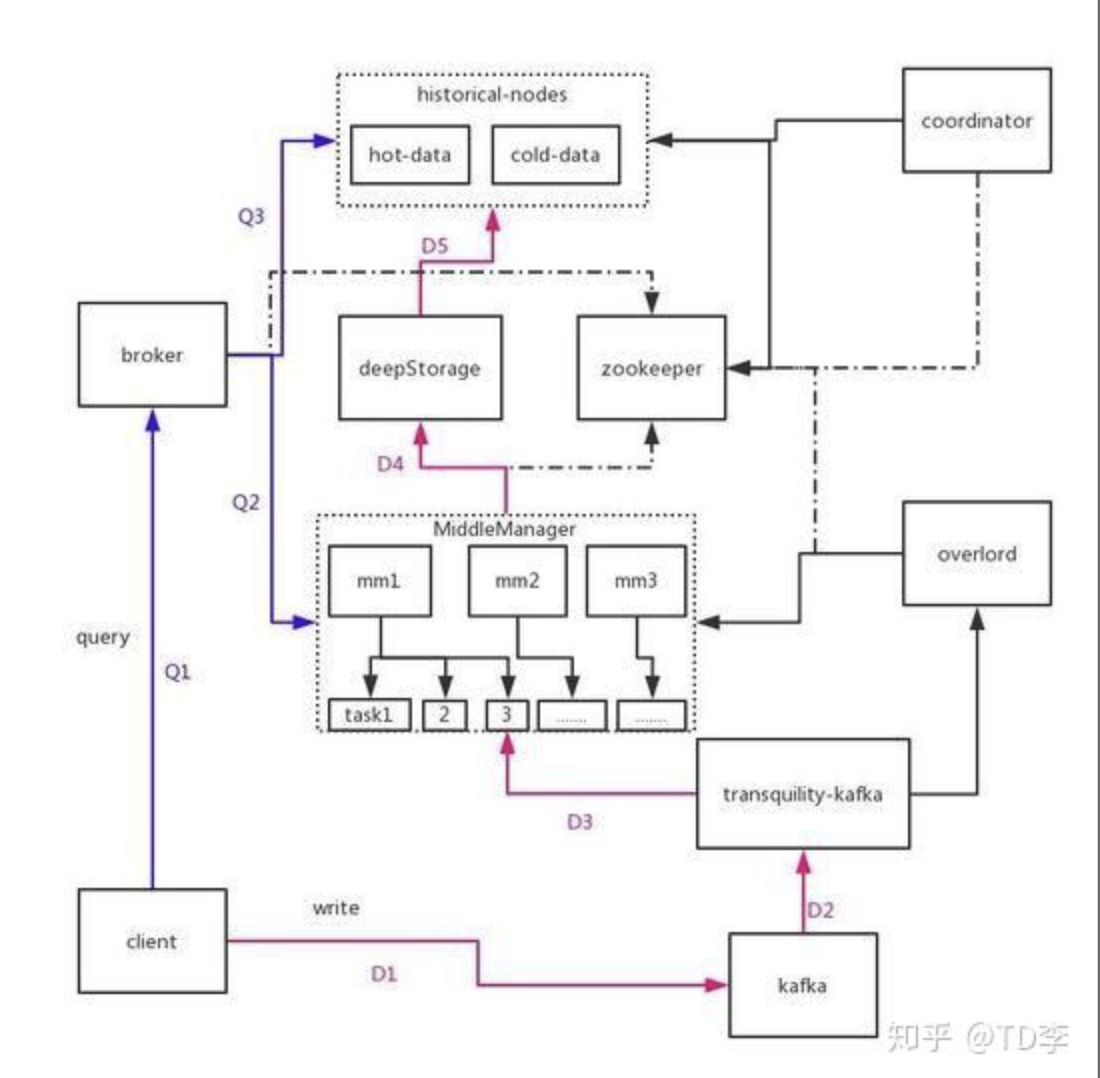 historical-nodes
hot-data
cold-data
coordinator
Q3
D5
broker
deepStorage
zookeeper
D4
Q2
MiddleManager
mm1
mm2
mm3
overlord
query
Q1
task1
2
3
.......
.......
transquility-kafka
D3
write
D2
client
D1
kafka
知乎 @TD李